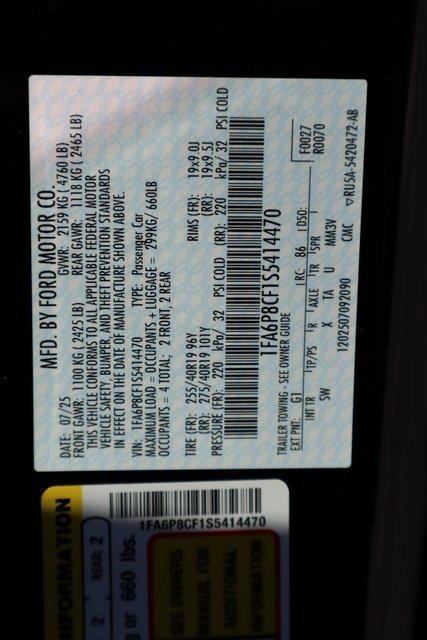 MFD. BY FORD MOTOR CO.
DATE: 07/25 GVWR: 2159 KG ( 4760 LB)
FRONT GAWR: 1100 KG ( 2425 LB) REAR GAWR: 1118 KG ( 2465 LB)
THIS VEHICLE CONFORMS TO ALL APPLICABLE FEDERAL MOTOR
VEHICLE SAFETY, BUMPER, AND THEFT PREVENTION STANDARDS
IN EFFECT ON THE DATE OF MANUFACTURE SHOWN ABOVE.
VIN: 1FA6P8CF1S5414470 TYPE: Passenger Car
MAXIMUM LOAD = OCCUPANTS + LUGGAGE = 299KG/ 660LB
OCCUPANTS = 4 TOTAL; 2 FRONT, 2 REAR
TIRE (FR): 255/40R19 96Y RIMS (FR): 19x9.0J
(RR): 275/40R19 101Y (RR): 19x9.5J
PRESSURE (FR): 220 kPa/ 32 PSI COLD (RR): 220 kPa/ 32 PSI COLD
1FA6P8CF1S5414470
TRAILER TOWING - SEE OWNER GUIDE F0027
EXT PNT: G1 RC: 86 DSO: R0070
INT TR TP/PS R AXLE TR SPR
SW X TA U MM3V
1202507092090 CMC ▽RU5A-5420472-AB
1FA6P8CF1S5414470
INFORMATION
2 REAR: 2
or 660 lbs.
SEE OWNERS
MANUAL FOR
ADDITIONAL
INFORMATION